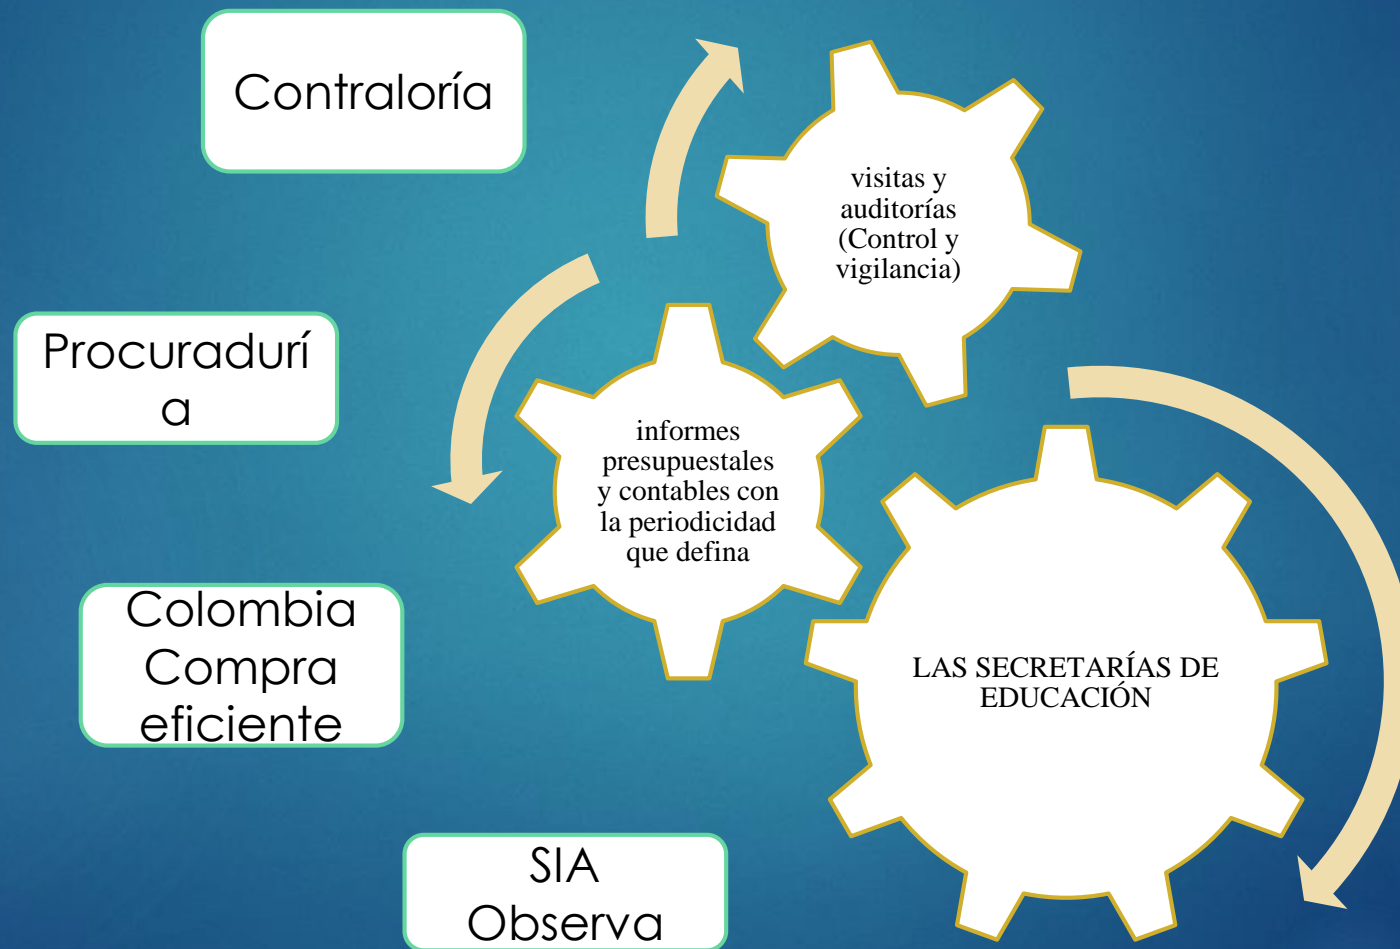 Contraloría
visitas y
auditorías
(Control y
vigilancia)
Procuradurí
a
informes
presupuestales
y contables con
la periodicidad
que defina
Colombia
Compra
eficiente
LAS SECRETARÍAS DE
EDUCACIÓN
SIA
Observa